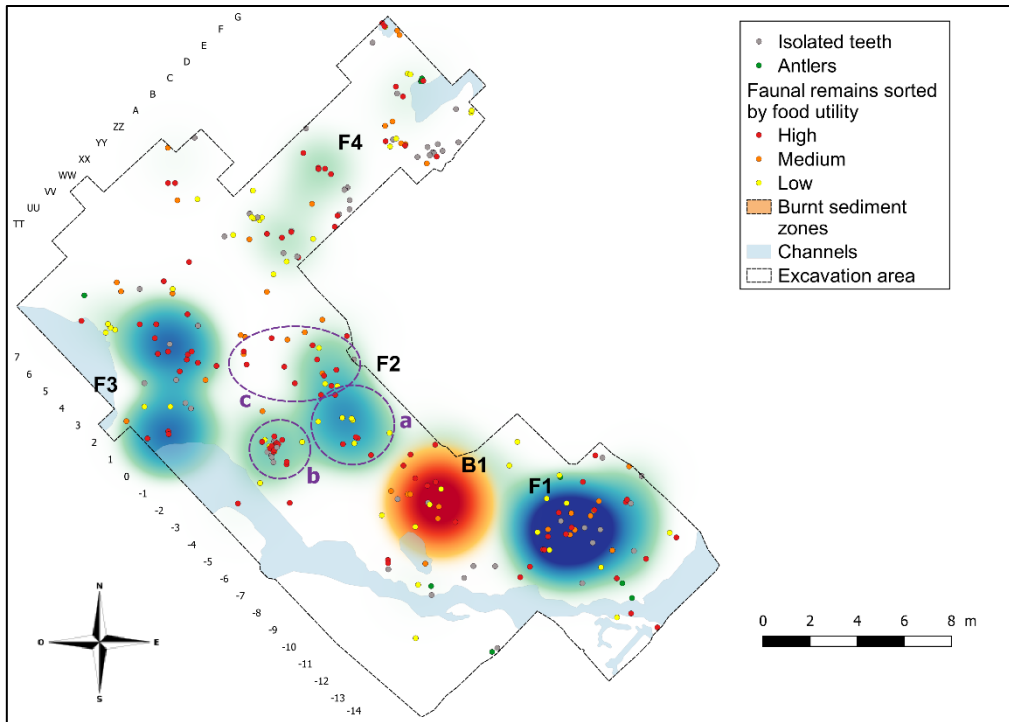 G
F
E
D
C
B
A
ZZ
YY
XX
WW
VV
UU
TT
Isolated teeth
Antlers
Faunal remains sorted
by food utility
High
Medium
Low
Burnt sediment
zones
Channels
Excavation area
F4
F2
F3
c
a
b
B1
F1
7
6
5
4
3
2
1
0
-1
-2
-3
-4
-5
-6
-7
-8
-9
-10
-11
-12
-13
-14
N
O
E
S
0 2 4 6 8 m